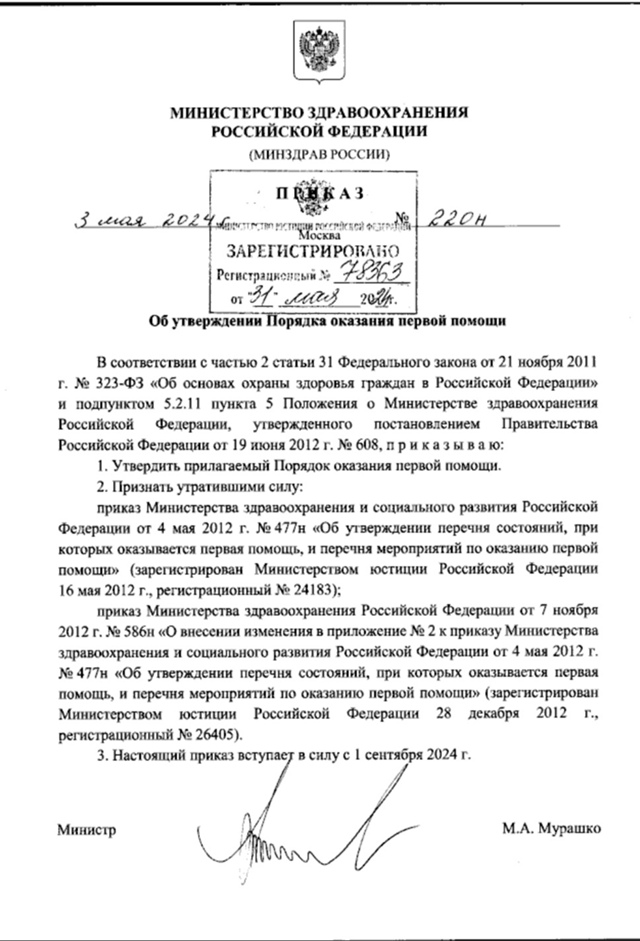 МИНИСТЕРСТВО ЗДРАВООХРАНЕНИЯ
РОССИЙСКОЙ ФЕДЕРАЦИИ
(МИНЗДРАВ РОССИИ)
ПРИКАЗ
3 мая 2024 г. № 220н
МИНИСТЕРСТВО ЮСТИЦИИ РОССИЙСКОЙ ФЕДЕРАЦИИ
Москва
ЗАРЕГИСТРИРОВАНО
Регистрационный № 78363
от "31" мая 2024г.
Об утверждении Порядка оказания первой помощи
В соответствии с частью 2 статьи 31 Федерального закона от 21 ноября 2011
г. № 323-ФЗ «Об основах охраны здоровья граждан в Российской Федерации»
и подпунктом 5.2.11 пункта 5 Положения о Министерстве здравоохранения
Российской Федерации, утвержденного постановлением Правительства
Российской Федерации от 19 июня 2012 г. № 608, п р и к а з ы в а ю:
1. Утвердить прилагаемый Порядок оказания первой помощи.
2. Признать утратившими силу:
приказ Министерства здравоохранения и социального развития Российской
Федерации от 4 мая 2012 г. № 477н «Об утверждении перечня состояний, при
которых оказывается первая помощь, и перечня мероприятий по оказанию первой
помощи» (зарегистрирован Министерством юстиции Российской Федерации
16 мая 2012 г., регистрационный № 24183);
приказ Министерства здравоохранения Российской Федерации от 7 ноября
2012 г. № 586н «О внесении изменения в приложение № 2 к приказу Министерства
здравоохранения и социального развития Российской Федерации от 4 мая 2012 г.
№ 477н «Об утверждении перечня состояний, при которых оказывается первая
помощь, и перечня мероприятий по оказанию первой помощи» (зарегистрирован
Министерством юстиции Российской Федерации 28 декабря 2012 г.,
регистрационный № 26405).
3. Настоящий приказ вступает в силу с 1 сентября 2024 г.
Министр М.А. Мурашко